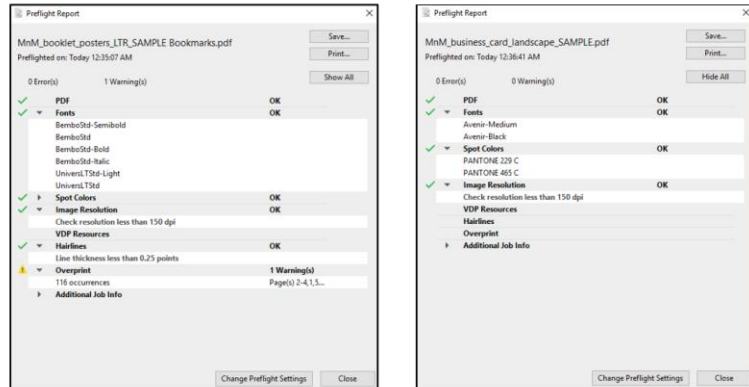 Preflight Report
MnM_booklet_posters_LTR_SAMPLE Bookmarks.pdf
Save...
Preflighted on: Today 12:35:07 AM
Print...
0 Error(s) 1 Warning(s)
Show All
PDF OK
Fonts OK
BemboStd-Semibold
BemboStd
BemboStd-Bold
BemboStd-Italic
UniversLTStd-Light
UniversLTStd
Spot Colors OK
Image Resolution OK
Check resolution less than 150 dpi
VDP Resources
Hairlines OK
Line thickness less than 0.25 points
Overprint 1 Warning(s)
116 occurrences Page(s) 2-4,1,5...
Additional Job Info
Change Preflight Settings Close
Preflight Report
MnM_business_card_landscape_SAMPLE.pdf
Save...
Preflighted on: Today 12:36:41 AM
Print...
0 Error(s) 0 Warning(s)
Hide All
PDF OK
Fonts OK
Avenir-Medium
Avenir-Black
Spot Colors OK
PANTONE 229 C
PANTONE 465 C
Image Resolution OK
Check resolution less than 150 dpi
VDP Resources
Hairlines
Overprint
Additional Job Info
Change Preflight Settings Close